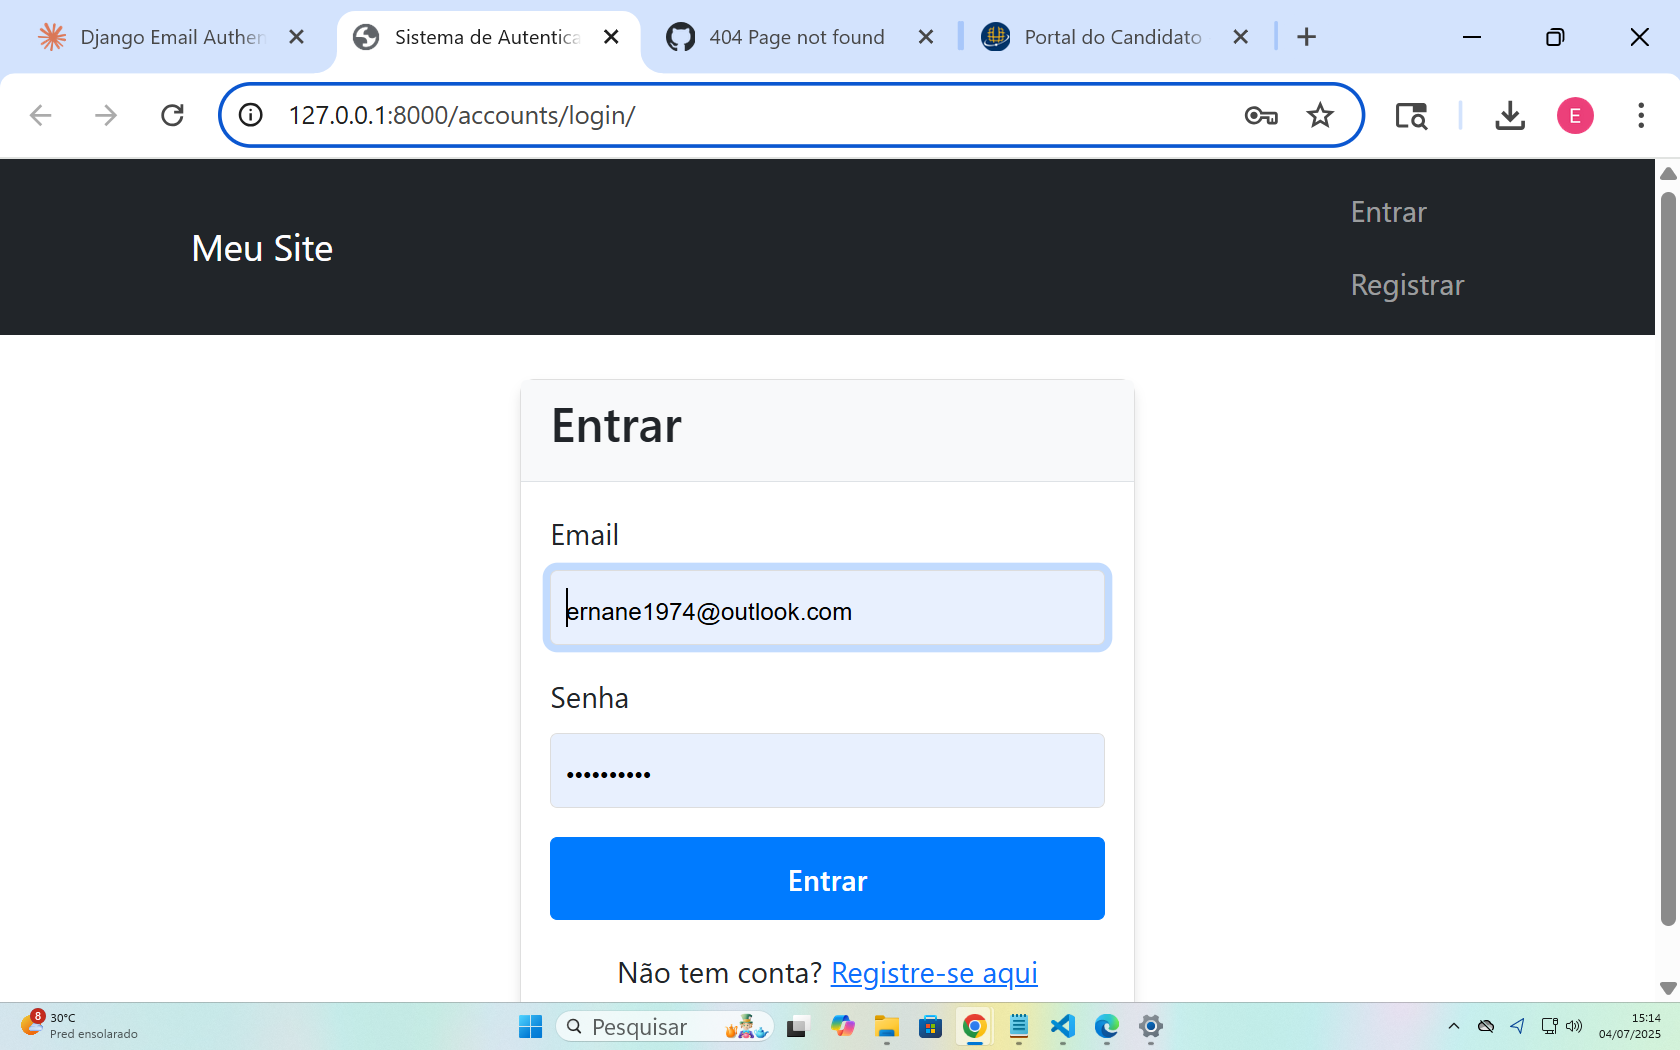 Django Email Authen
Sistema de Autentica
404 Page not found
Portal do Candidato
127.0.0.1:8000/accounts/login/
E
Meu Site
Entrar
Registrar
Entrar
Email
ernane1974@outlook.com
Senha
••••••••••
Entrar
Não tem conta? Registre-se aqui
8
30°C
Pred ensolarado
Pesquisar
15:14
04/07/2025